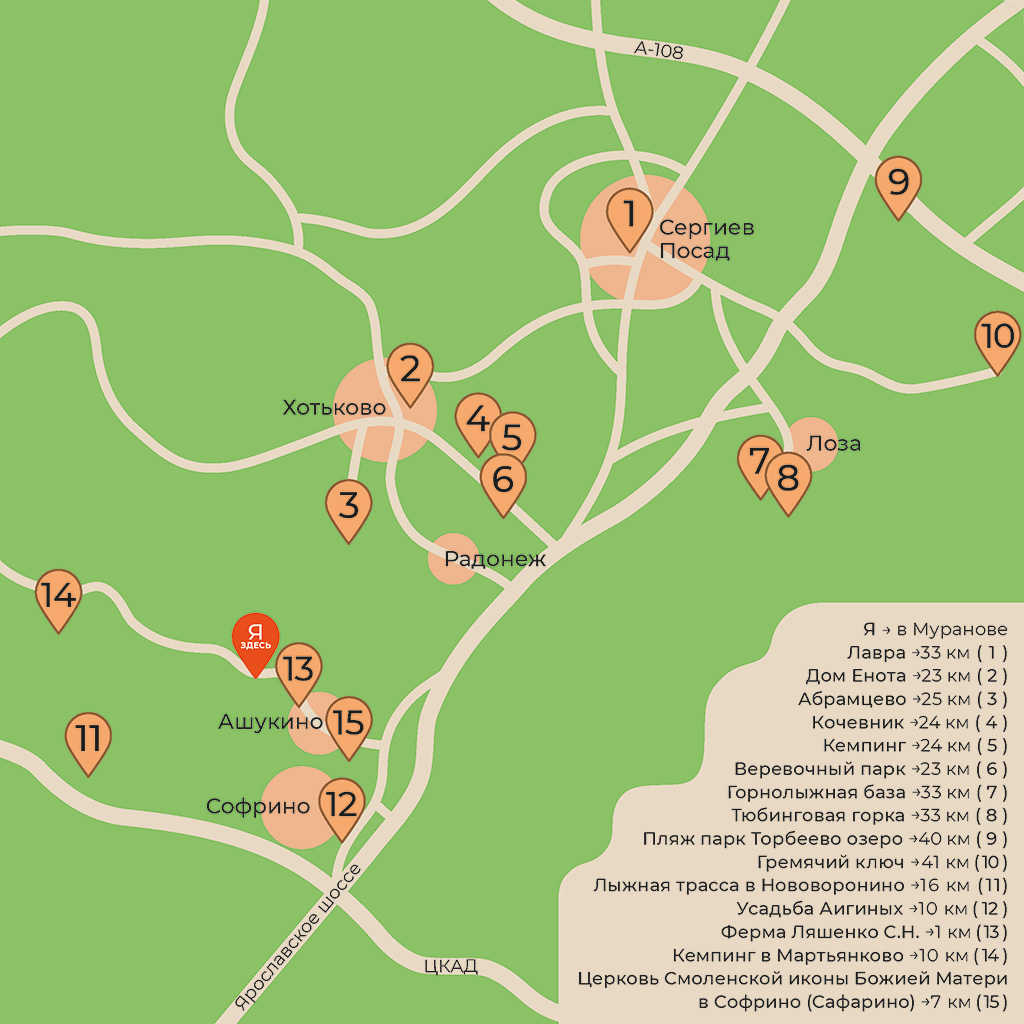 А-108
9
1
Сергиев
Посад
10
2
Хотьково
4
5
Лоза
7
8
6
3
Радонеж
14
Я
ЗДЕСЬ
13
Ашукино
15
11
Софрино
12
Ярославское шоссе
ЦКАД
Я → в Муранове
Лавра →33 км ( 1 )
Дом Енота →23 км ( 2 )
Абрамцево →25 км ( 3 )
Кочевник →24 км ( 4 )
Кемпинг →24 км ( 5 )
Веревочный парк →23 км ( 6 )
Горнолыжная база →33 км ( 7 )
Тюбинговая горка →33 км ( 8 )
Пляж парк Торбеево озеро →40 км ( 9 )
Гремячий ключ →41 км (10)
Лыжная трасса в Нововоронино →16 км (11)
Усадьба Аигиных →10 км (12)
Ферма Ляшенко С.Н. →1 км (13)
Кемпинг в Мартьянково →10 км (14)
Церковь Смоленской иконы Божией Матери
в Софрино (Сафарино) →7 км (15)